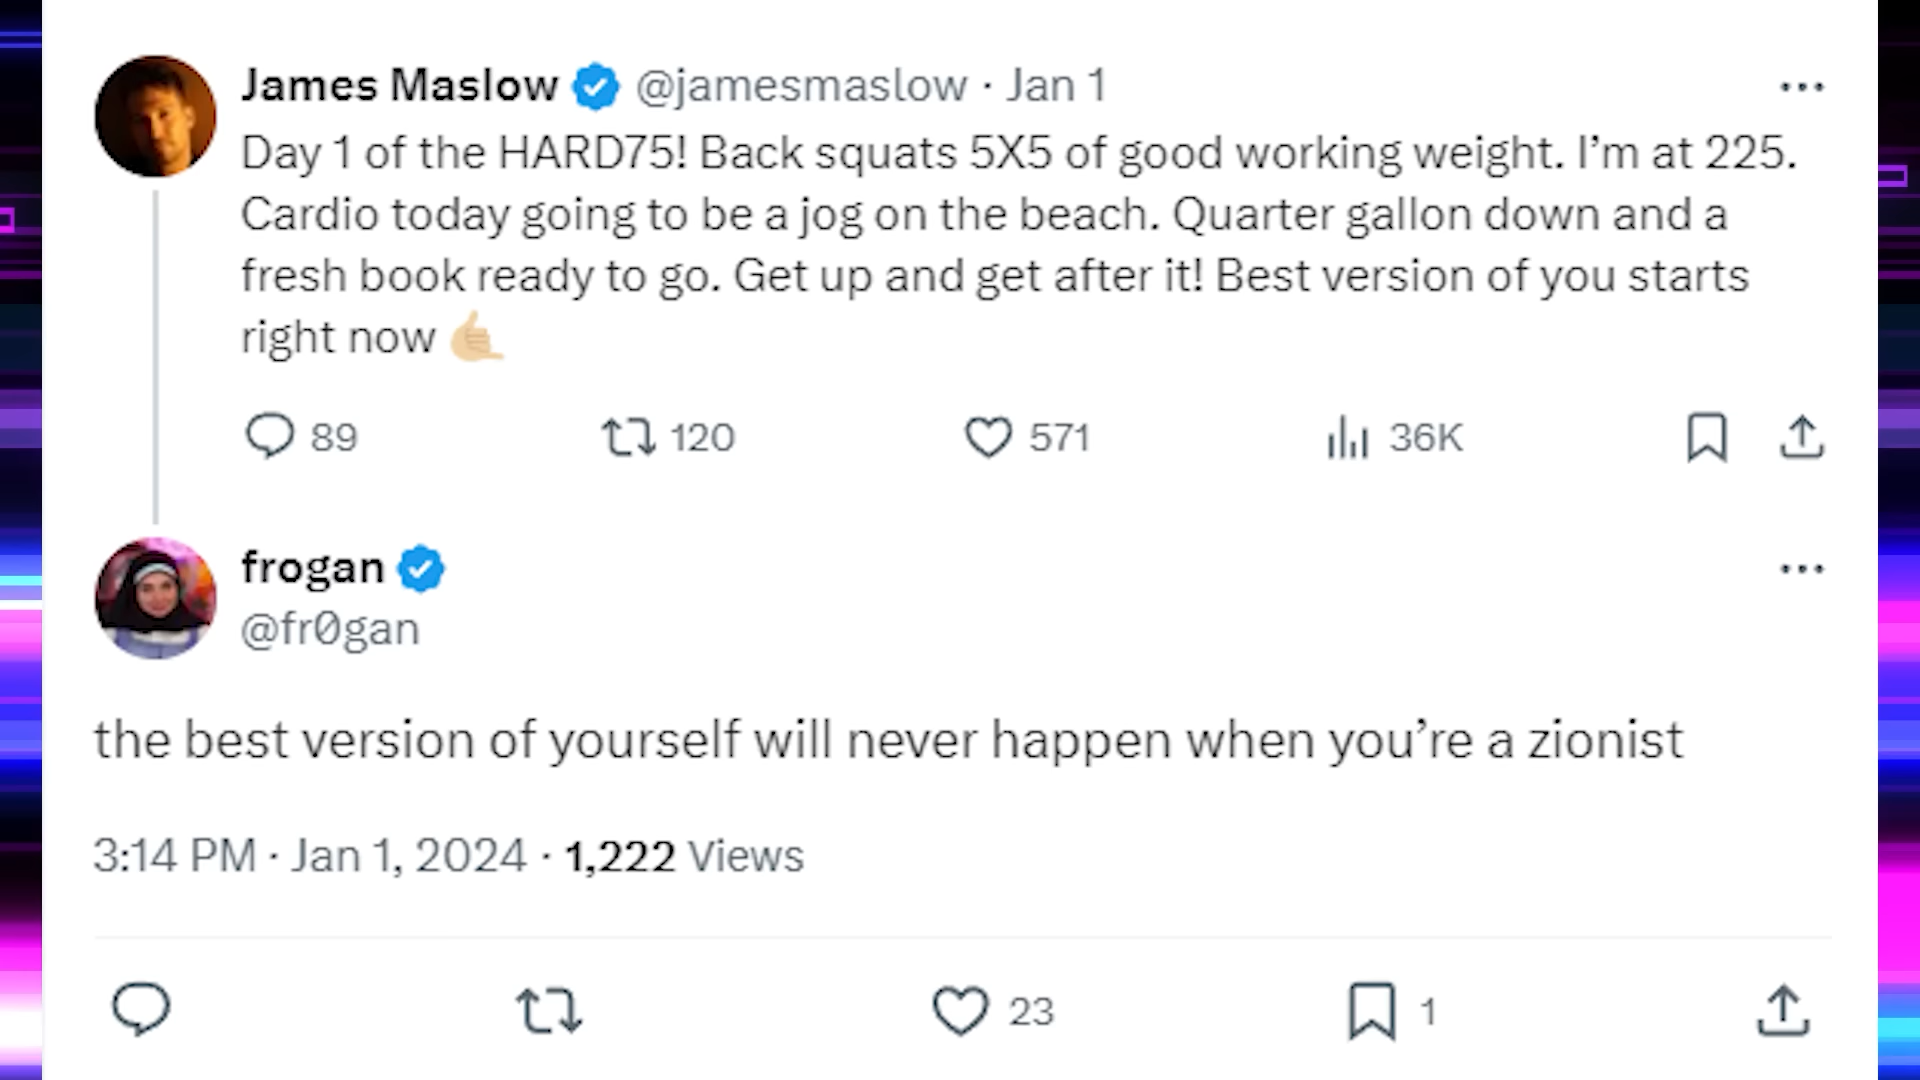 James Maslow @jamesmaslow · Jan 1
Day 1 of the HARD75! Back squats 5X5 of good working weight. I’m at 225.
Cardio today going to be a jog on the beach. Quarter gallon down and a
fresh book ready to go. Get up and get after it! Best version of you starts
right now 🤙🏼
89 120 571 36K
frogan
@fr0gan
the best version of yourself will never happen when you’re a zionist
3:14 PM · Jan 1, 2024 · 1,222 Views
23 1